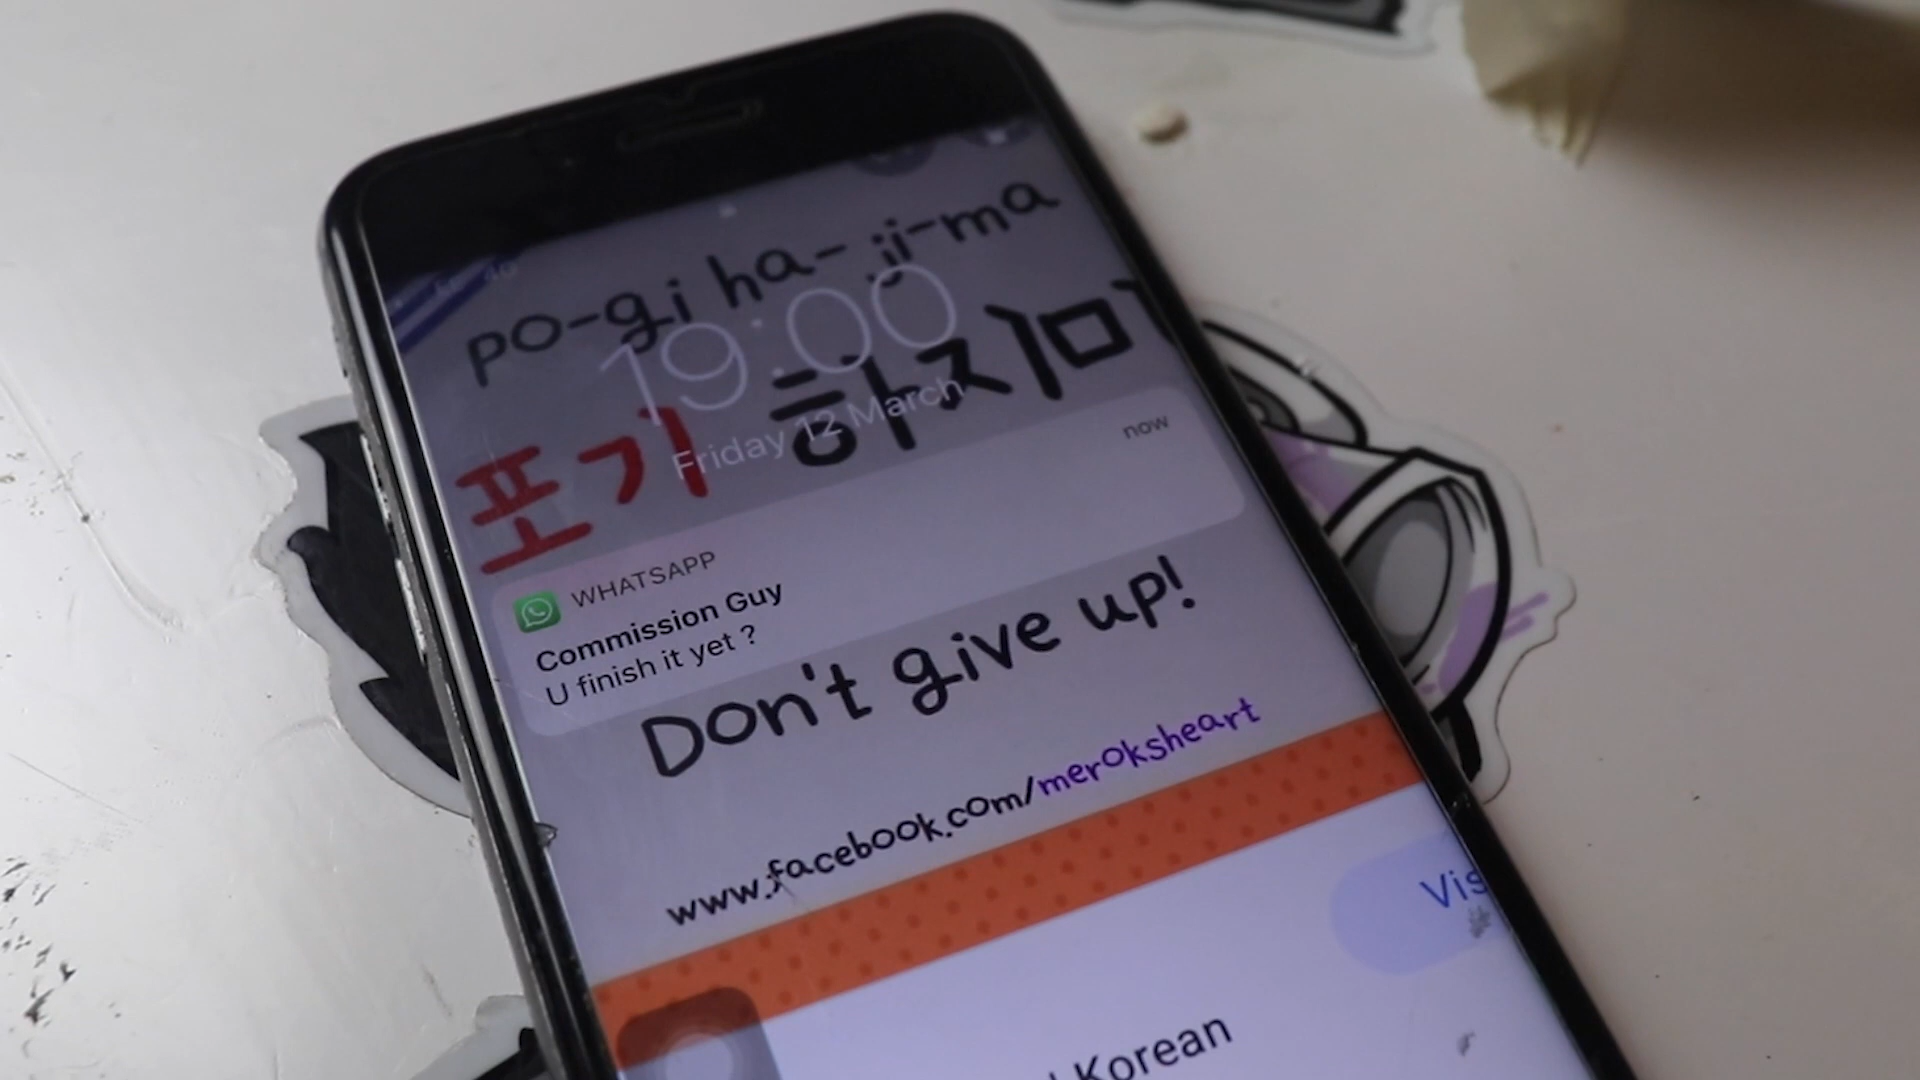 po-gi ha-ji-ma
19:00
포기 하지마
Friday 12 March
now
WHATSAPP
Commission Guy
U finish it yet ?
Don't give up!
www.facebook.com/meroksheart
Vis
Korean